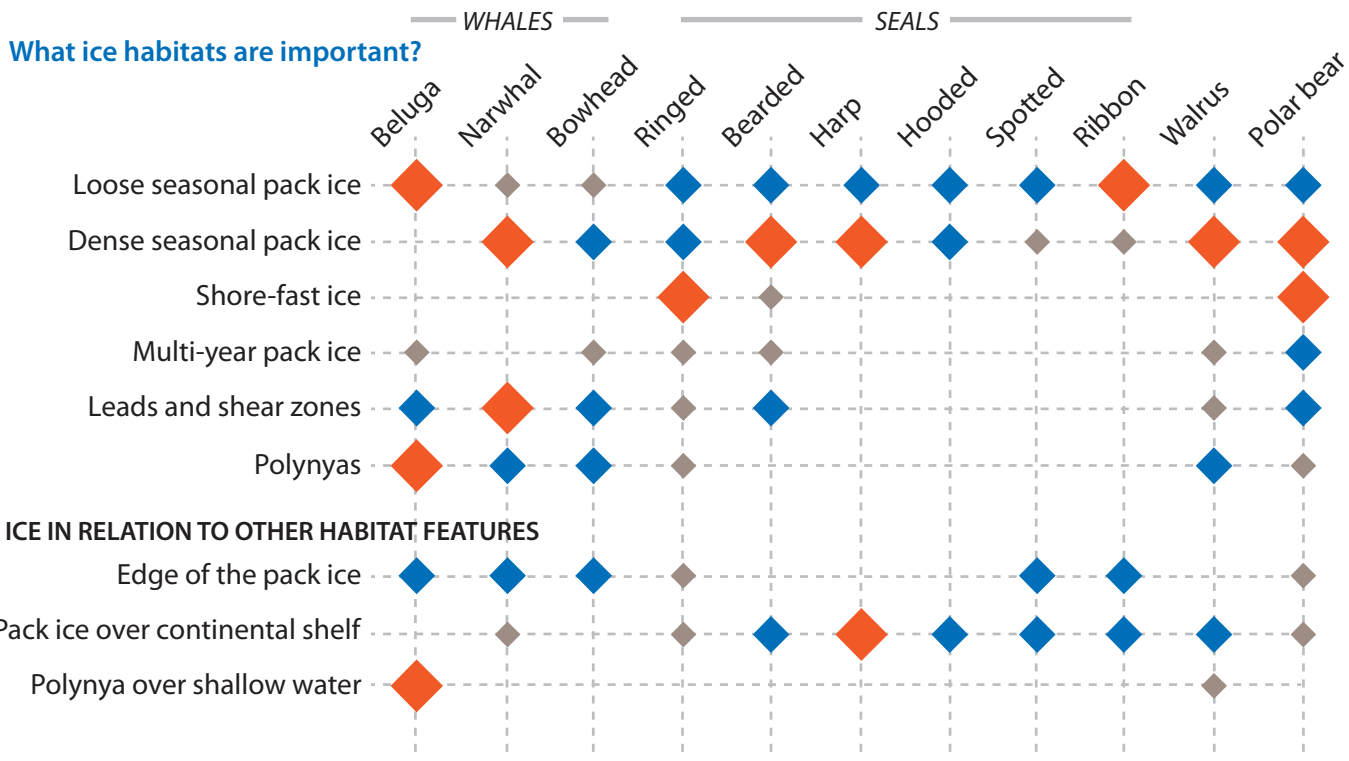 WHALES SEALS
What ice habitats are important?
Beluga Narwhal Bowhead Ringed Bearded Harp Hooded Spotted Ribbon Walrus Polar bear
Loose seasonal pack ice
Dense seasonal pack ice
Shore-fast ice
Multi-year pack ice
Leads and shear zones
Polynyas
ICE IN RELATION TO OTHER HABITAT FEATURES
Edge of the pack ice
Pack ice over continental shelf
Polynya over shallow water